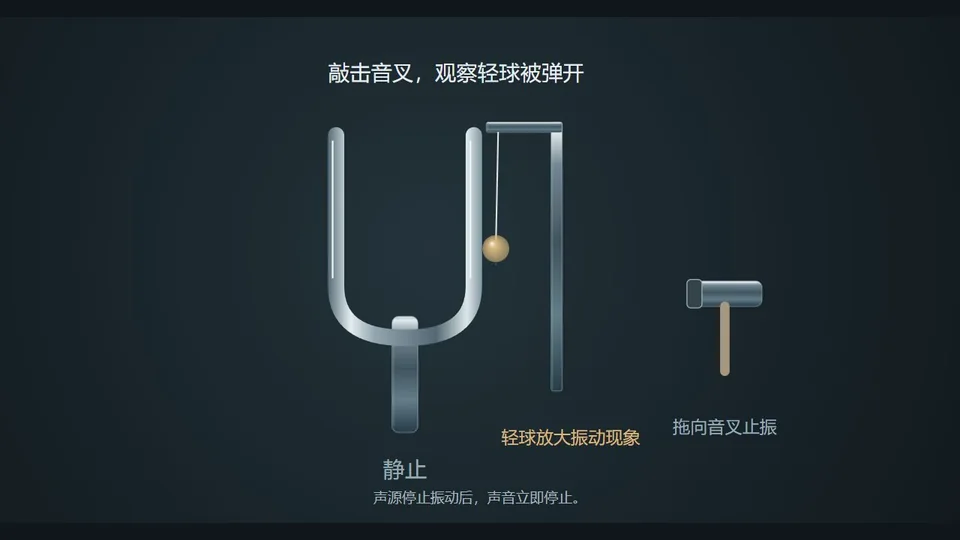 敲击音叉，观察轻球被弹开
轻球放大振动现象
拖向音叉止振
静止
声源停止振动后，声音立即停止。